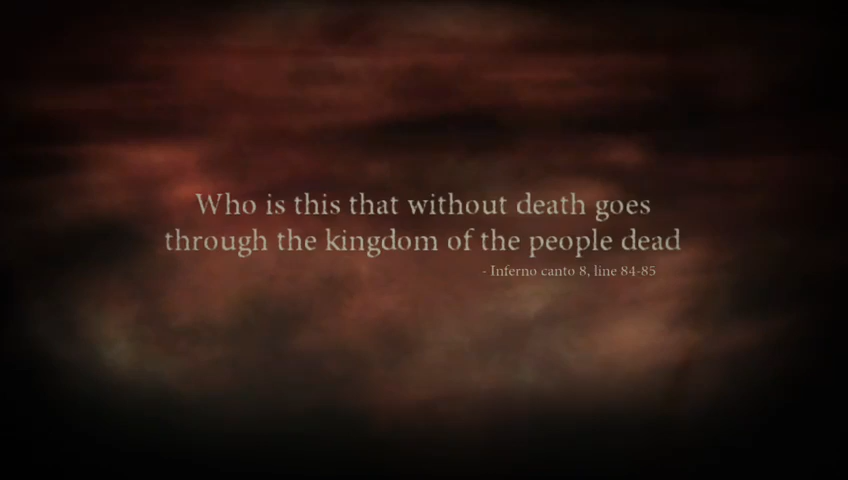 Who is this that without death goes
through the kingdom of the people dead
- Inferno canto 8, line 84-85